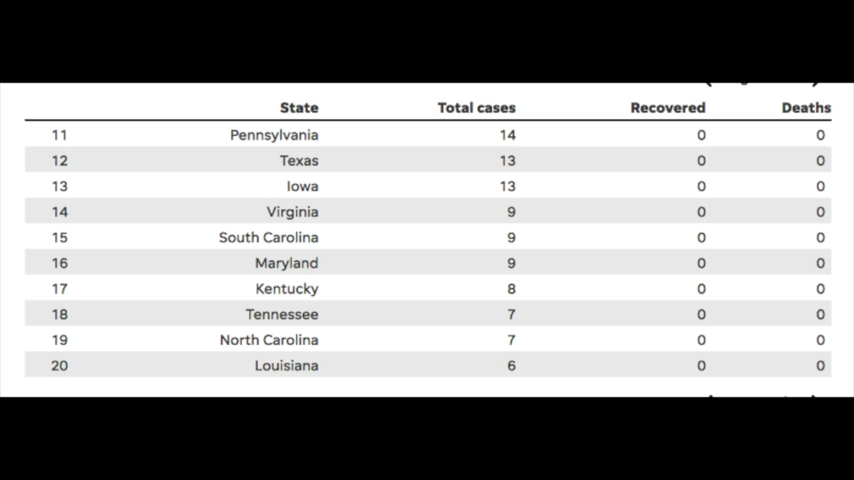 State Total cases Recovered Deaths
11 Pennsylvania 14 0 0
12 Texas 13 0 0
13 Iowa 13 0 0
14 Virginia 9 0 0
15 South Carolina 9 0 0
16 Maryland 9 0 0
17 Kentucky 8 0 0
18 Tennessee 7 0 0
19 North Carolina 7 0 0
20 Louisiana 6 0 0